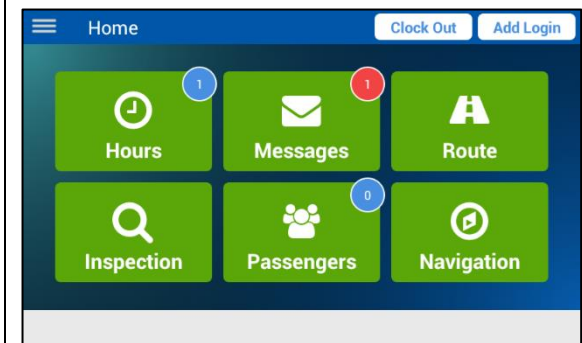 Home
Clock Out
Add Login
1
Hours
1
Messages
Route
Inspection
0
Passengers
Navigation